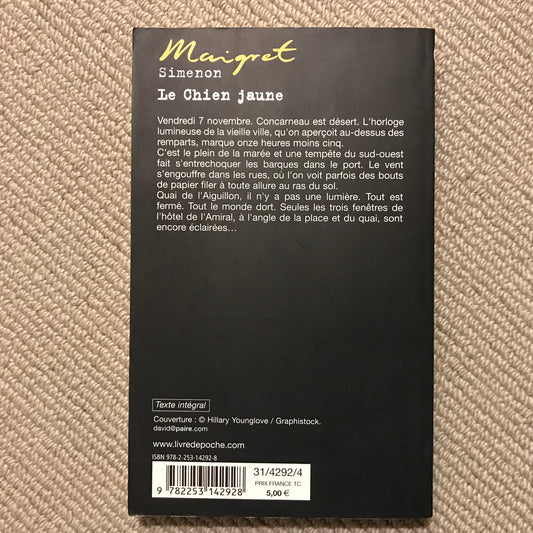 Maigret
Simenon
Le Chien jaune
Vendredi 7 novembre. Concarneau est désert. L'horloge
lumineuse de la vieille ville, qu'on aperçoit au-dessus des
remparts, marque onze heures moins cinq.
C'est le plein de la marée et une tempête du sud-ouest
fait s'entrechoquer les barques dans le port. Le vent
s'engouffre dans les rues, où l'on voit parfois des bouts
de papier filer à toute allure au ras du sol.
Quai de l'Aiguillon, il n'y a pas une lumière. Tout est
fermé. Tout le monde dort. Seules les trois fenêtres de
l'hôtel de l'Amiral, à l'angle de la place et du quai, sont
encore éclairées...
Texte intégral
Couverture : © Hillary Younglove / Graphistock.
david@paire.com
www.livredepoche.com
ISBN 978-2-253-14292-8
9 782253 142928
31/4292/4
PRIX FRANCE TC
5,00 €